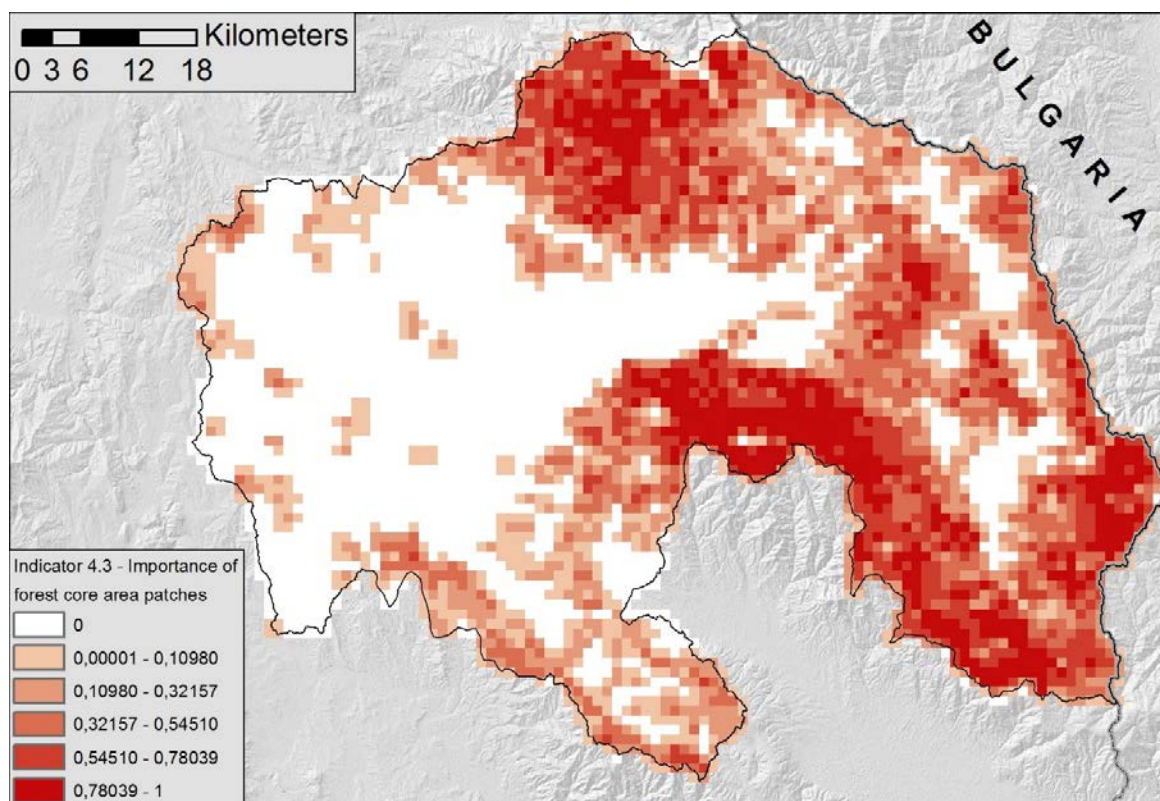 Kilometers
0 3 6 12 18
BULGARIA
Indicator 4.3 - Importance of
forest core area patches
0
0,00001 - 0,10980
0,10980 - 0,32157
0,32157 - 0,54510
0,54510 - 0,78039
0,78039 - 1